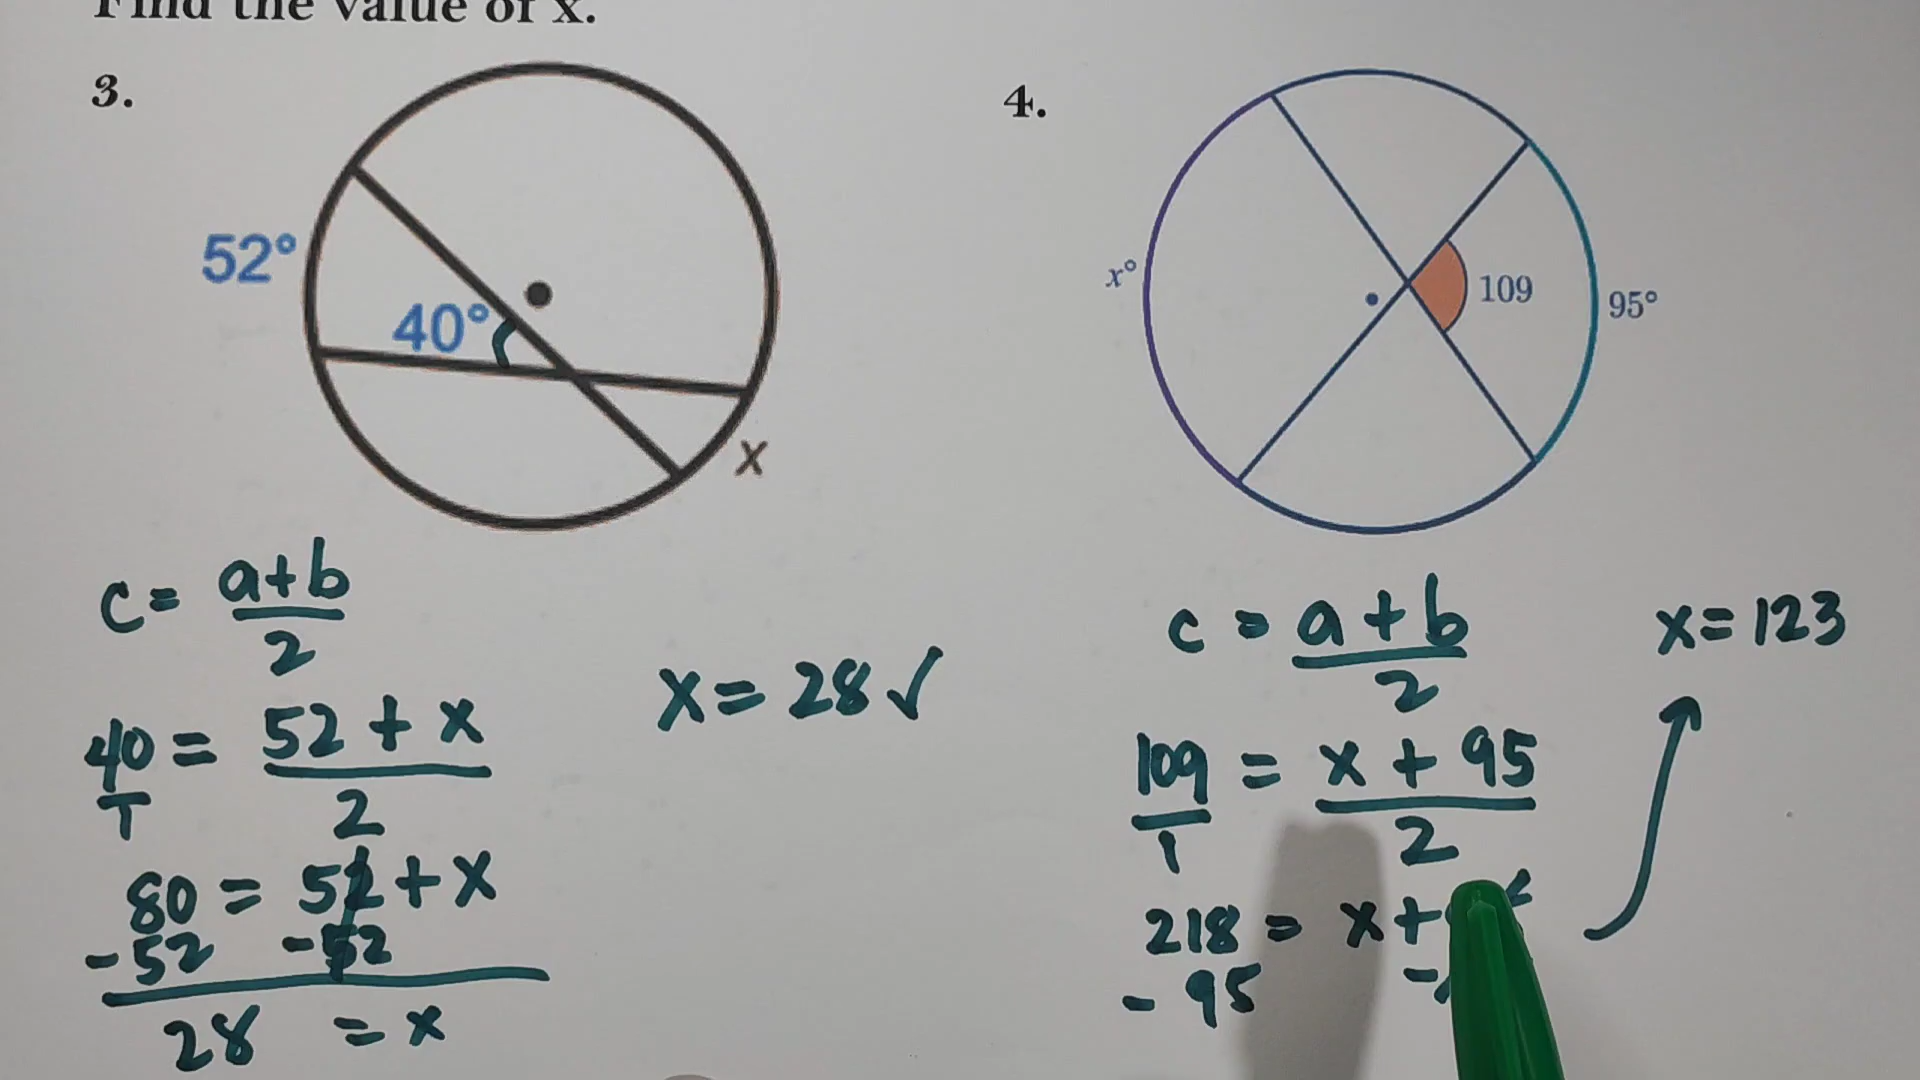 Find the value of x.
3.
52°
40°
x
c = a+b
2
40 = 52 + x
1 2
80 = 52 + x
-52 -52
28 = x
x = 28 ✓
4.
x°
109
95°
c = a + b
2
109 = x + 95
1 2
218 = x +
- 95 -
x = 123